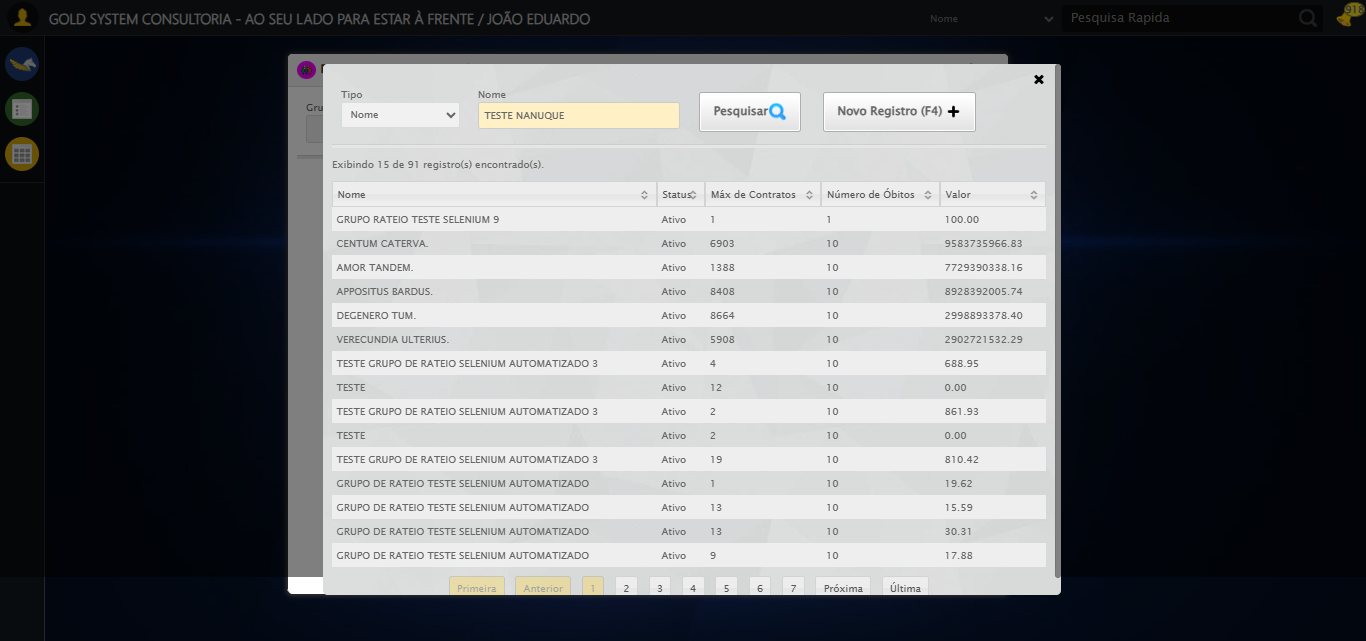 GOLD SYSTEM CONSULTORIA - AO SEU LADO PARA ESTAR À FRENTE / JOÃO EDUARDO
Nome
Pesquisa Rapida
918
Tipo
Nome
Gru
Nome
TESTE NANUQUE
Pesquisar
Novo Registro (F4)
Exibindo 15 de 91 registro(s) encontrado(s).
Nome Status Máx de Contratos Número de Óbitos Valor
GRUPO RATEIO TESTE SELENIUM 9 Ativo 1 1 100.00
CENTUM CATERVA. Ativo 6903 10 9583735966.83
AMOR TANDEM. Ativo 1388 10 7729390338.16
APPOSITUS BARDUS. Ativo 8408 10 8928392005.74
DEGENERO TUM. Ativo 8664 10 2998893378.40
VERECUNDIA ULTERIUS. Ativo 5908 10 2902721532.29
TESTE GRUPO DE RATEIO SELENIUM AUTOMATIZADO 3 Ativo 4 10 688.95
TESTE Ativo 12 10 0.00
TESTE GRUPO DE RATEIO SELENIUM AUTOMATIZADO 3 Ativo 2 10 861.93
TESTE Ativo 2 10 0.00
TESTE GRUPO DE RATEIO SELENIUM AUTOMATIZADO 3 Ativo 19 10 810.42
GRUPO DE RATEIO TESTE SELENIUM AUTOMATIZADO Ativo 1 10 19.62
GRUPO DE RATEIO TESTE SELENIUM AUTOMATIZADO Ativo 13 10 15.59
GRUPO DE RATEIO TESTE SELENIUM AUTOMATIZADO Ativo 13 10 30.31
GRUPO DE RATEIO TESTE SELENIUM AUTOMATIZADO Ativo 9 10 17.88
Primeira Anterior 1 2 3 4 5 6 7 Próxima Última